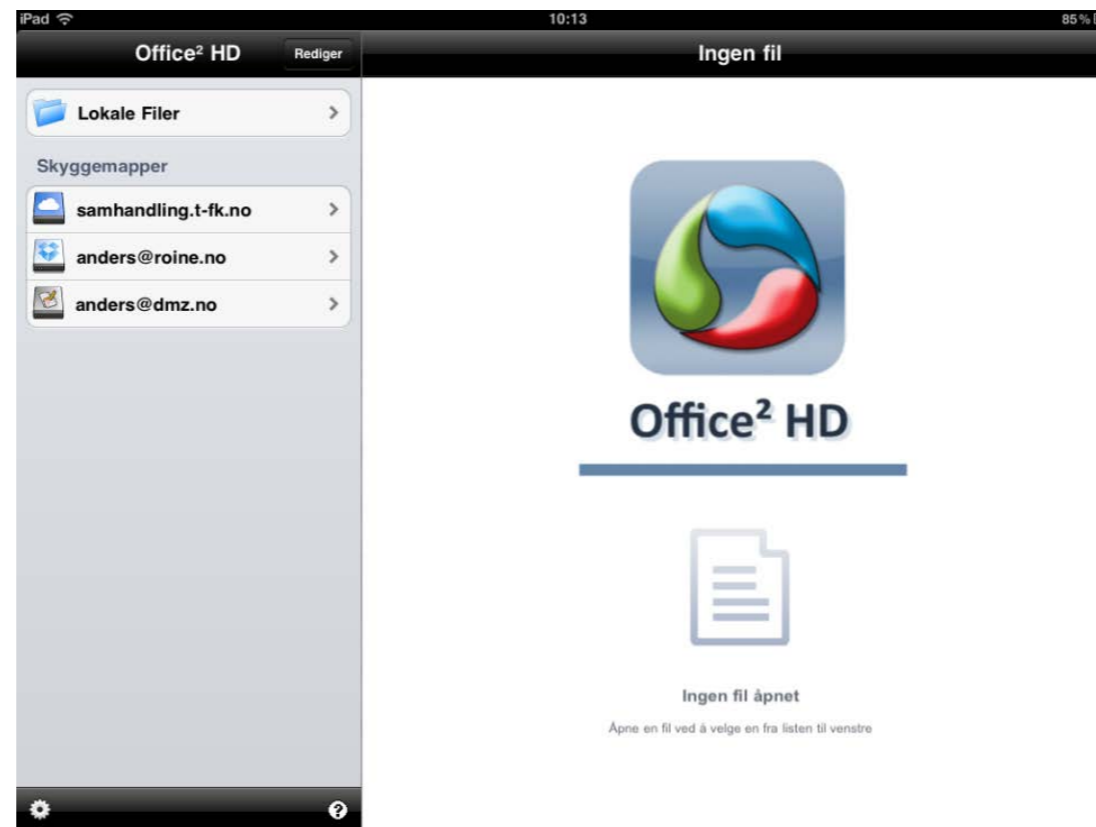 iPad 10:13 85%
Office² HD Rediger Ingen fil
Lokale Filer
Skyggemapper
samhandling.t-fk.no
anders@roine.no
anders@dmz.no
Office² HD
Ingen fil åpnet
Åpne en fil ved å velge en fra listen til venstre